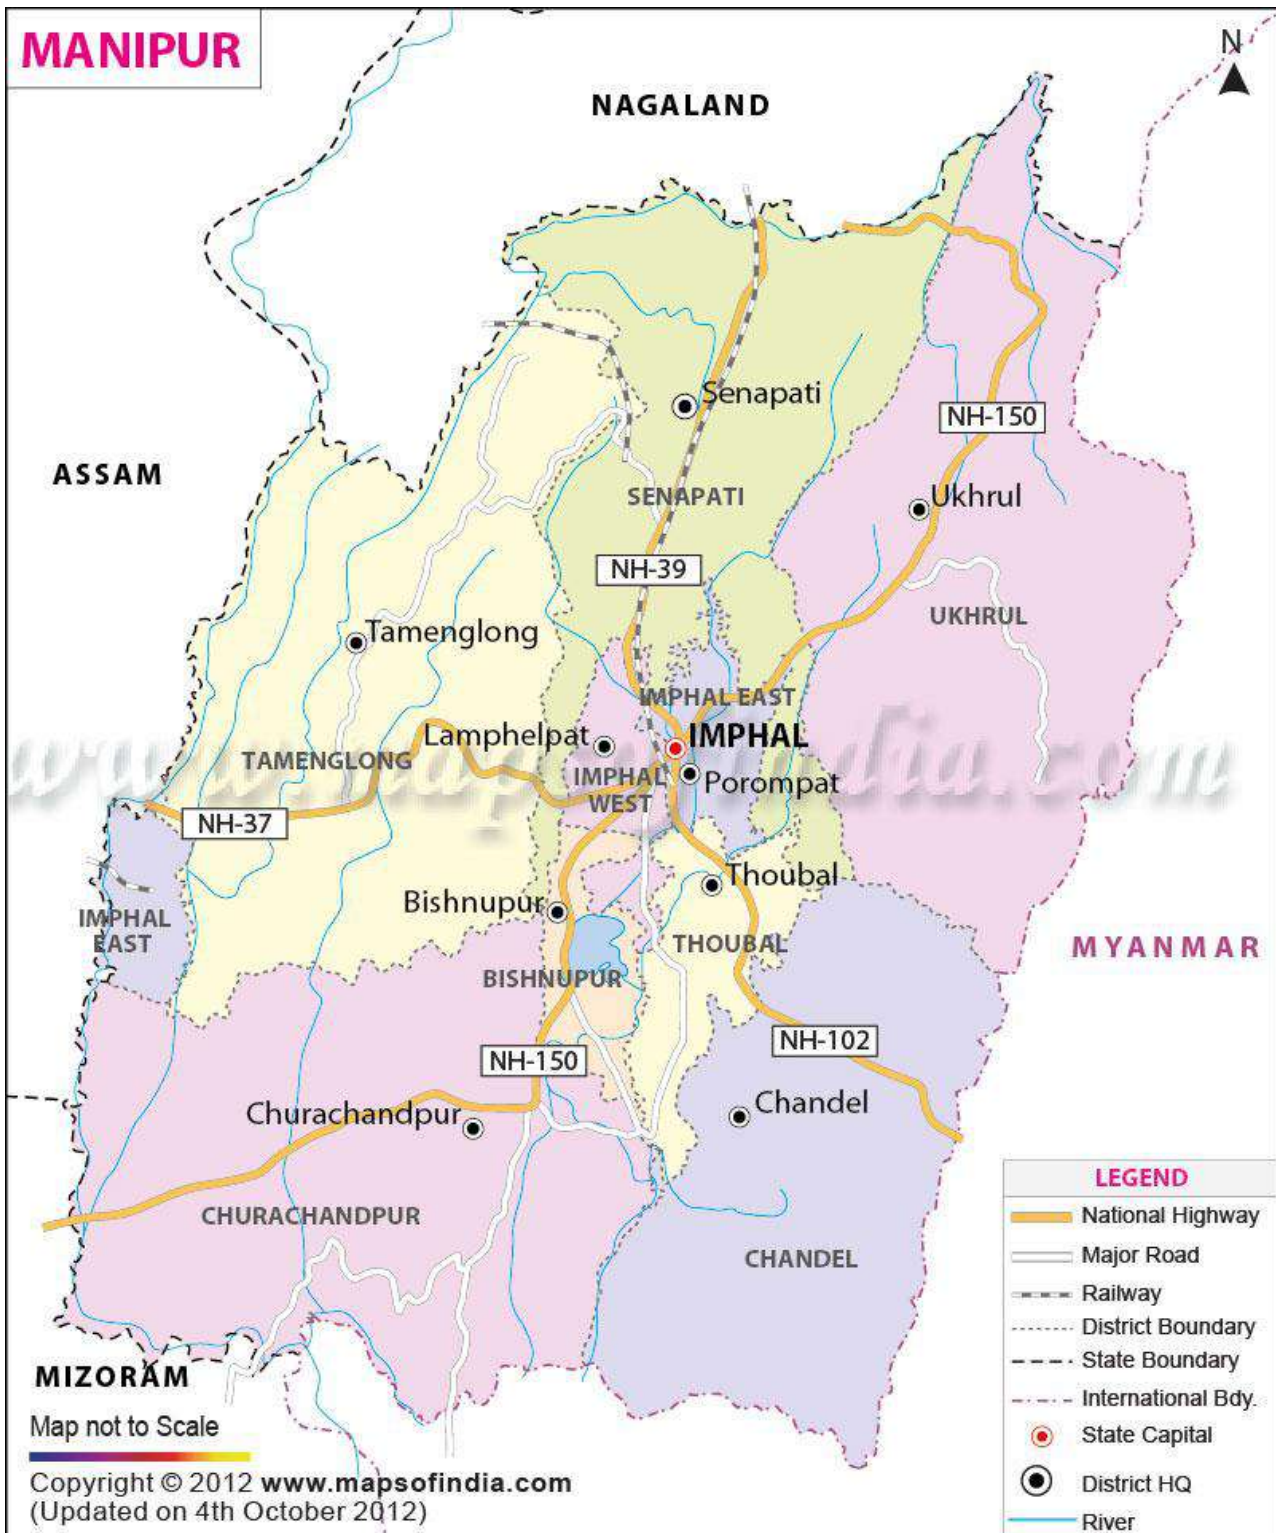 MANIPUR
N
NAGALAND
Senapati
NH-150
ASSAM
SENAPATI
Ukhrul
NH-39
UKHRUL
Tamenglong
IMPHAL EAST
Lamphelpat
IMPHAL
www.mapsofindia.com
TAMENGLONG
IMPHAL
WEST
Porompat
NH-37
Thoubal
Bishnupur
IMPHAL
EAST
THOUBAL
MYANMAR
BISHNUPUR
NH-102
NH-150
Chandel
Churachandpur
CHURACHANDPUR
CHANDEL
LEGEND
National Highway
Major Road
Railway
District Boundary
State Boundary
International Bdy.
State Capital
District HQ
River
MIZORAM
Map not to Scale
Copyright © 2012 www.mapsofindia.com
(Updated on 4th October 2012)